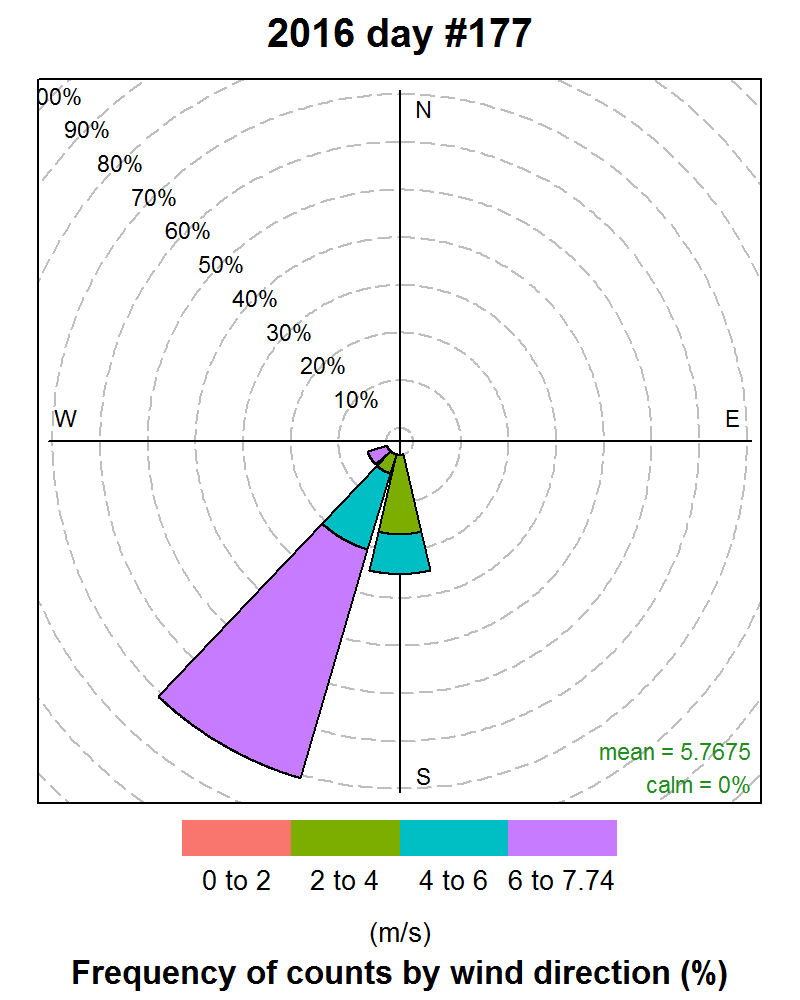 2016 day #177
00%
N
90%
80%
70%
60%
50%
40%
30%
20%
10%
W
E
mean = 5.7675
S
calm = 0%
0 to 2
2 to 4
4 to 6
6 to 7.74
(m/s)
Frequency of counts by wind direction (%)